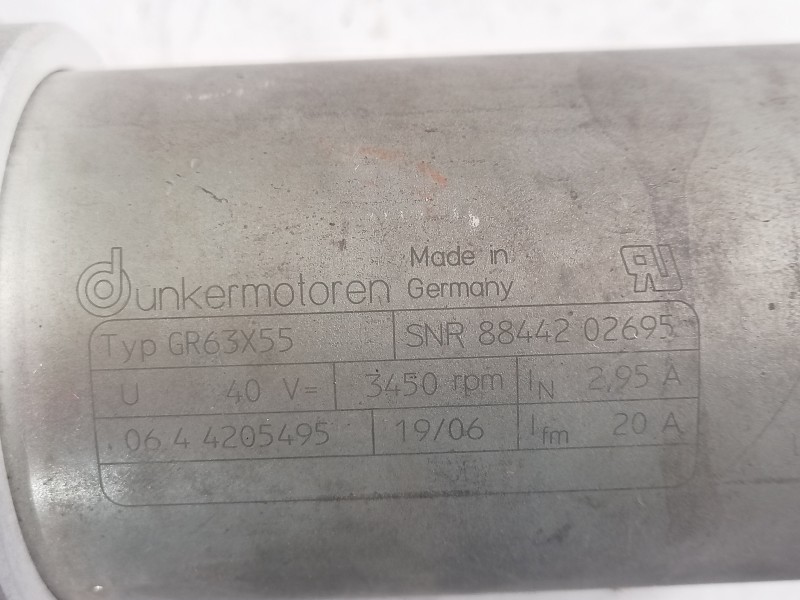 dunkermotoren Made in Germany
Typ GR63X55 SNR 88442 02695
U 40 V= 3450 rpm IN 2,95 A
. 06 4 4205495 19/06 Ifm 20 A